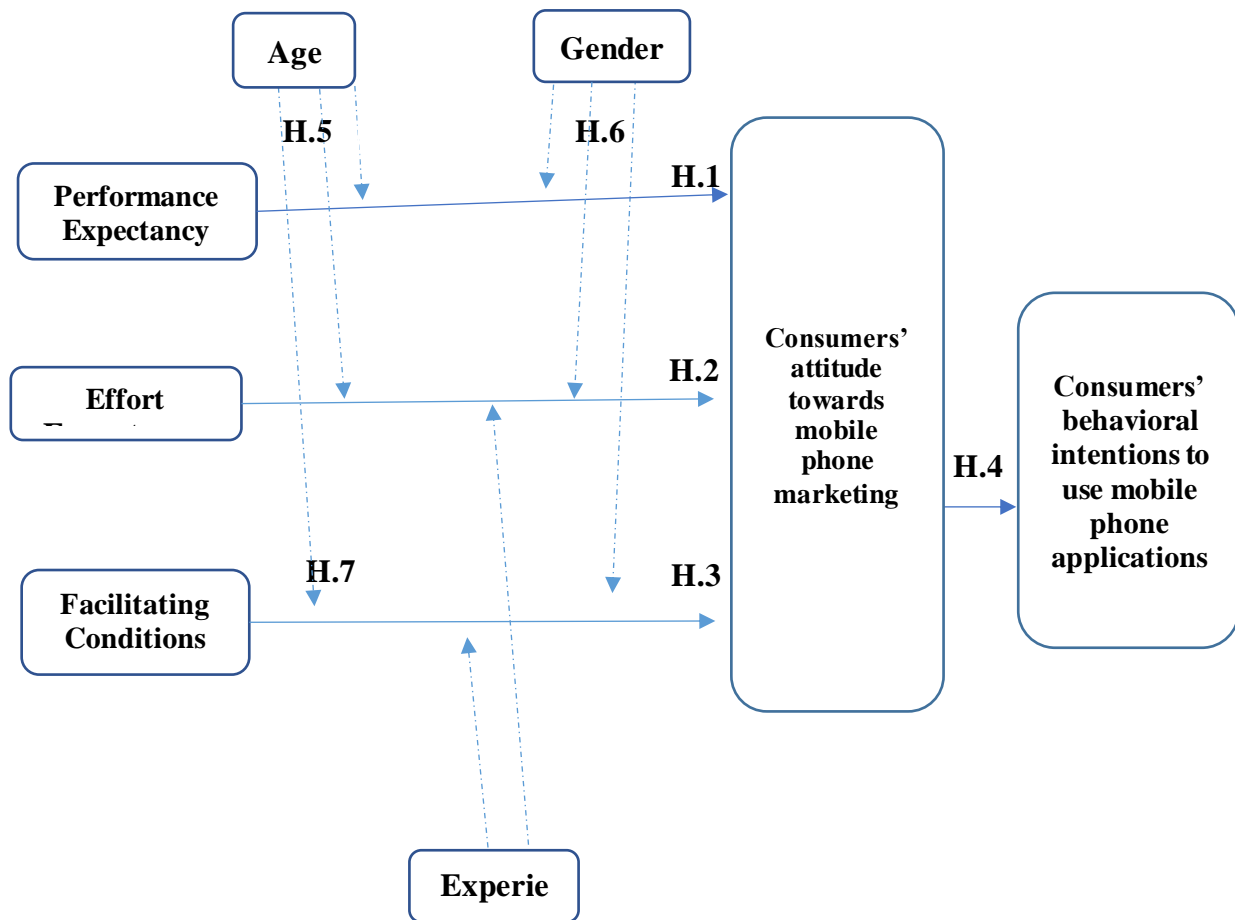 Age
Gender
H.5
H.6
Performance
Expectancy
H.1
Effort
H.2
Consumers’
attitude
towards
mobile
phone
marketing
H.4
Consumers’
behavioral
intentions to
use mobile
phone
applications
Facilitating
Conditions
H.7
H.3
Experie